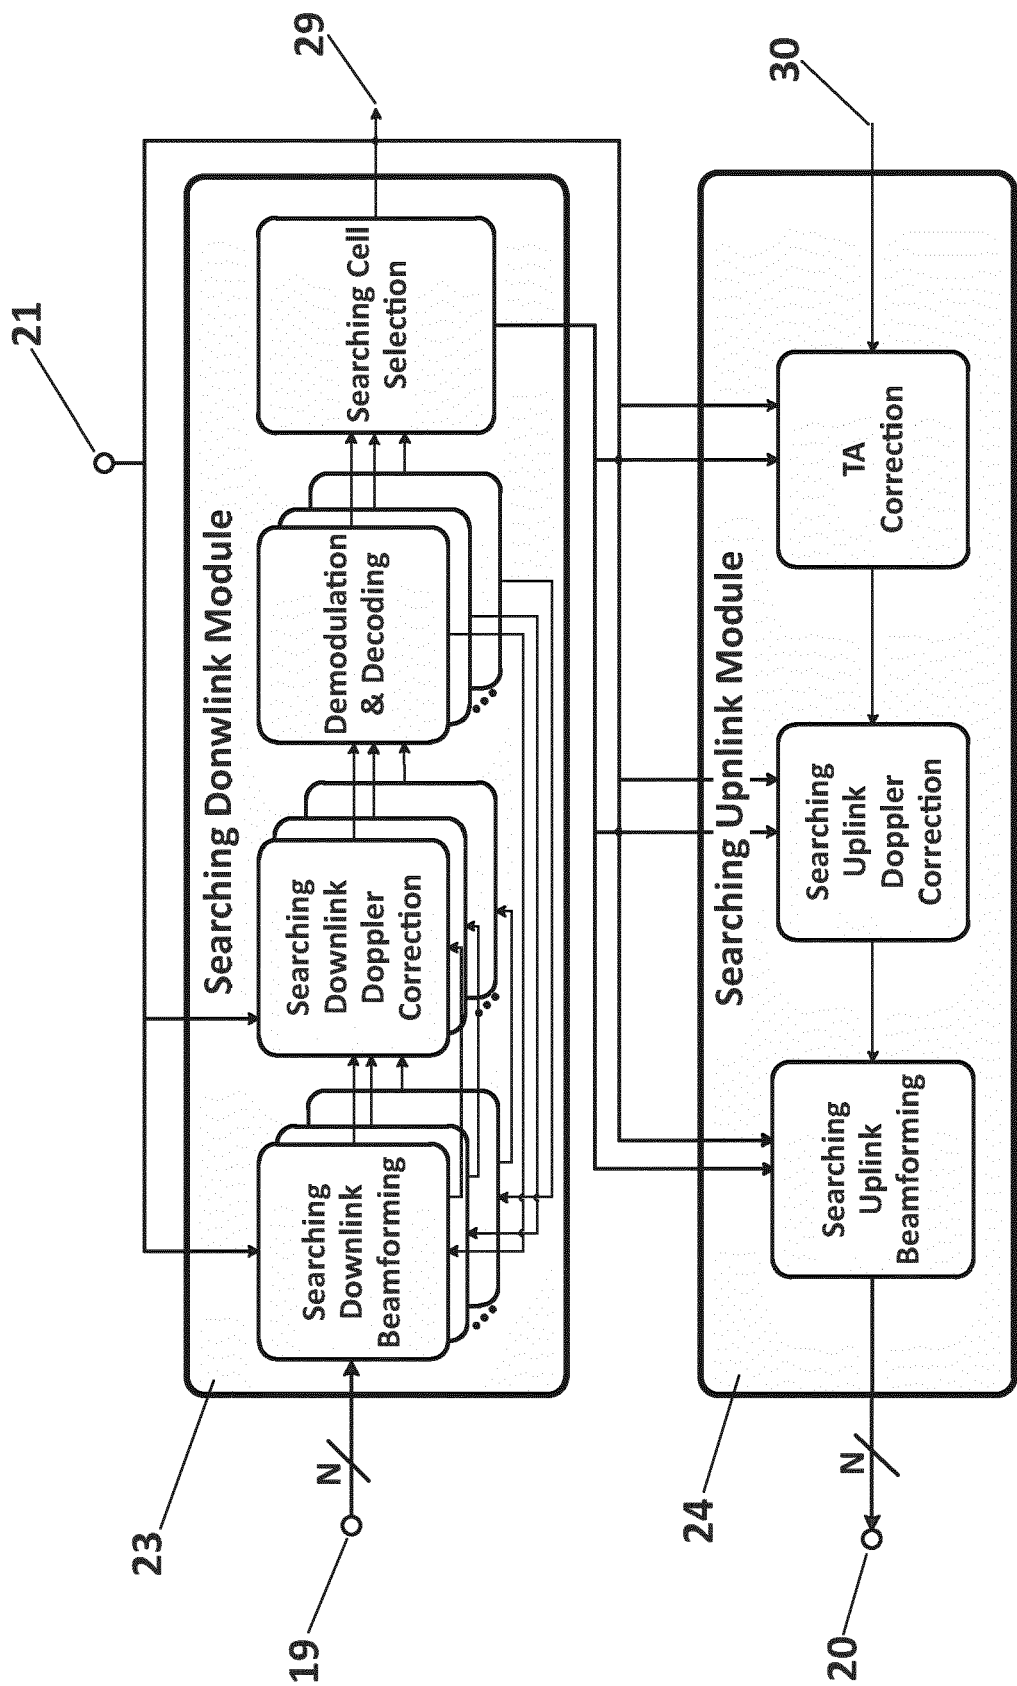 21
29
23
Searching Donwlink Module
Searching
Downlink
Beamforming
Searching
Downlink
Doppler
Correction
Demodulation
& Decoding
Searching Cell
Selection
N
19
30
24
Searching Upnlink Module
Searching
Uplink
Beamforming
Searching
Uplink
Doppler
Correction
TA
Correction
N
20